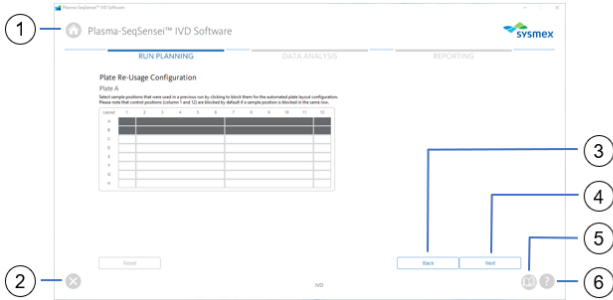 Plasma-SeqSensei™ IVD Software
1
Plasma-SeqSensei™ IVD Software
sysmex
RUN PLANNING
DATA ANALYSIS
REPORTING
Plate Re-Usage Configuration
Plate A
Select sample positions that were used in a previous run by clicking to block them for the automated plate layout configuration.
Please note that control positions (column 1 and 12) are blocked by default if a sample position is blocked in the same row.
Layout 1 2 3 4 5 6 7 8 9 10 11 12
A
B
C
D
E
F
G
H
3
4
5
Reset
Back
Next
2
IVD
?
6